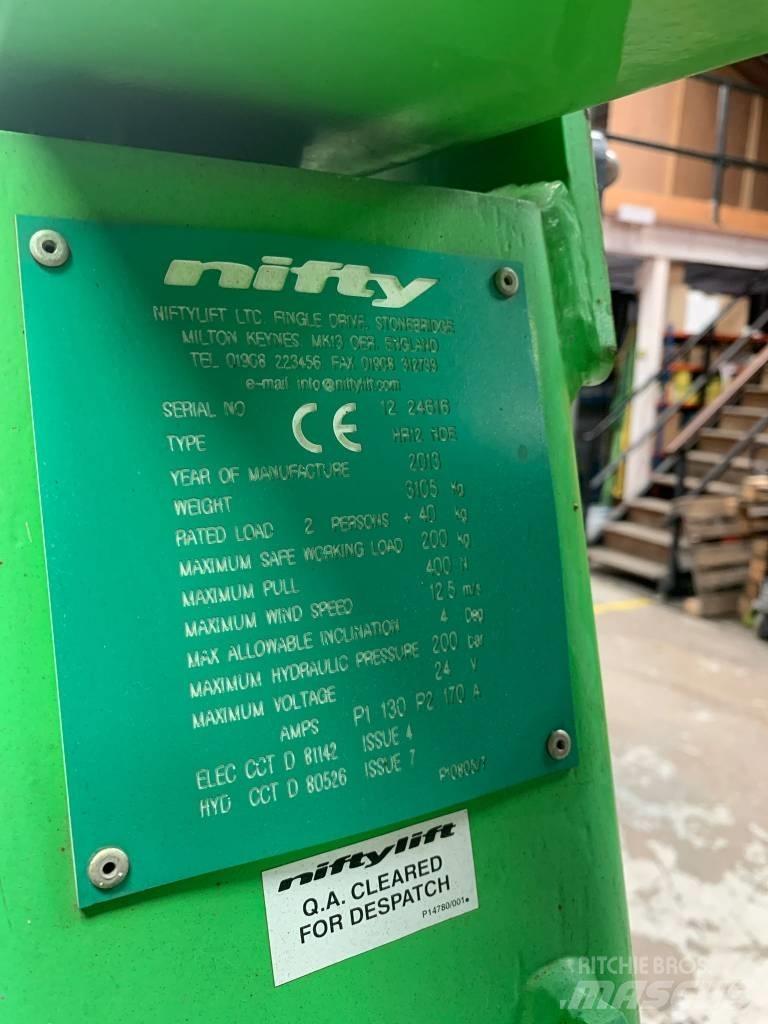 nifty
NIFTYLIFT LTD. FINGLE DRIVE, STONEBRIDGE,
MILTON KEYNES MK13 OER, ENGLAND
TEL 01908 223456 FAX 01908 312733
e-mail info@niftylift.com
SERIAL NO 12 24616
CE
TYPE HR12 HDE
YEAR OF MANUFACTURE 2013
WEIGHT 3105 Kg
RATED LOAD 2 PERSONS + 40 kg
MAXIMUM SAFE WORKING LOAD 200 kg
MAXIMUM PULL 400 N
MAXIMUM WIND SPEED 12.5 m/s
MAX ALLOWABLE INCLINATION 4 Deg
MAXIMUM HYDRAULIC PRESSURE 200 bar
MAXIMUM VOLTAGE 24 V
AMPS P1 130 P2 170 A
ELEC CCT D 81142 ISSUE 4
HYD CCT D 80526 ISSUE 7
niftylift
Q.A. CLEARED
FOR DESPATCH
P14780/001
RITCHIE BROS.
MASCUS